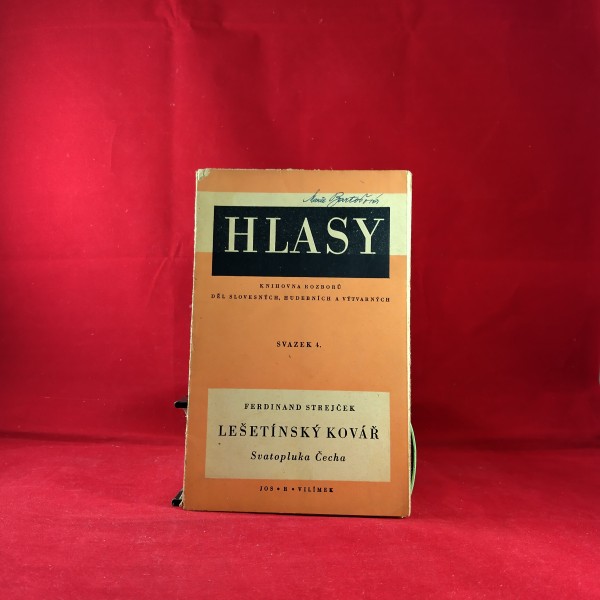 HLASY
KNIHOVNA ROZBORŮ
DĚL SLOVESNÝCH, HUDEBNÍCH A VÝTVARNÝCH
SVAZEK 4.
FERDINAND STREJČEK
LEŠETÍNSKÝ KOVÁŘ
Svatopluka Čecha
JOS • R • VILÍMEK